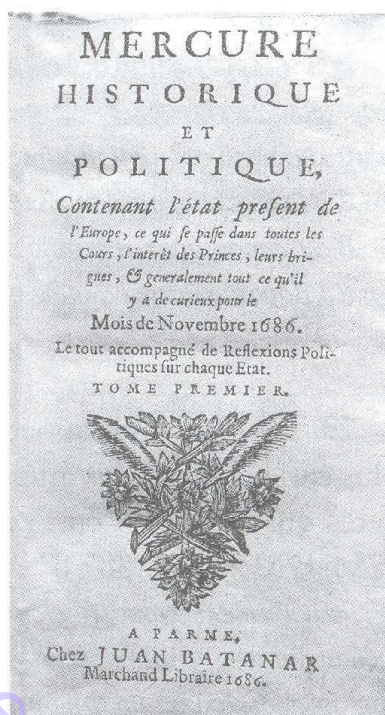 MERCURE
HISTORIQUE
ET
POLITIQUE,
Contenant l'état preſent de
l'Europe, ce qui ſe paſſe dans toutes les
Cours, l'interêt des Princes, leurs bri-
gues, & generalement tout ce qu'il
y a de curieux pour le
Mois de Novembre 1686.
Le tout accompagné de Reflexions Poli-
tiques ſur chaque Etat.
TOME PREMIER.
A PARME,
Chez JUAN BATANAR
Marchand Libraire 1686.